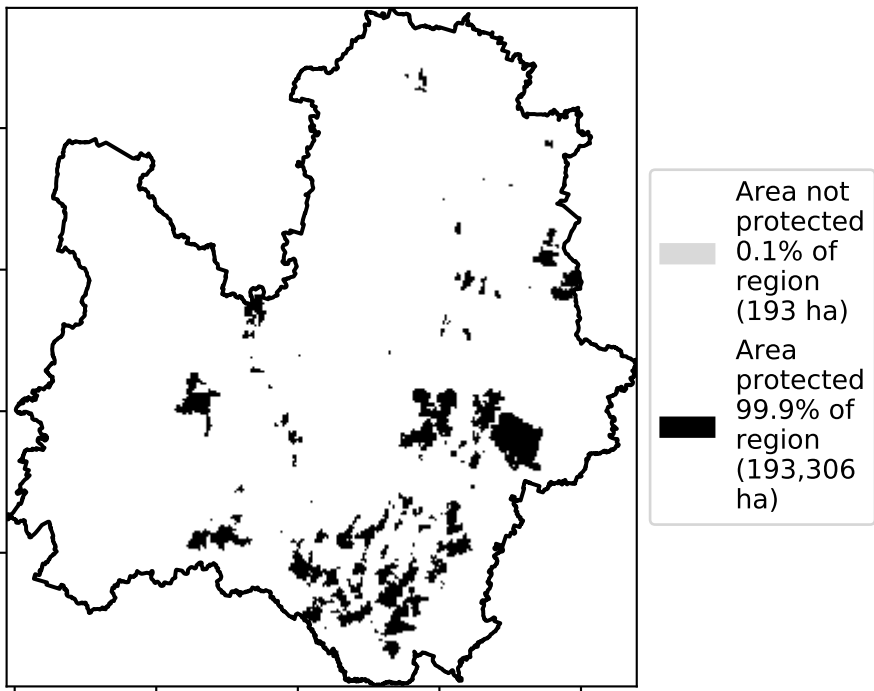 Area not
protected
0.1% of
region
(193 ha)
Area
protected
99.9% of
region
(193,306
ha)